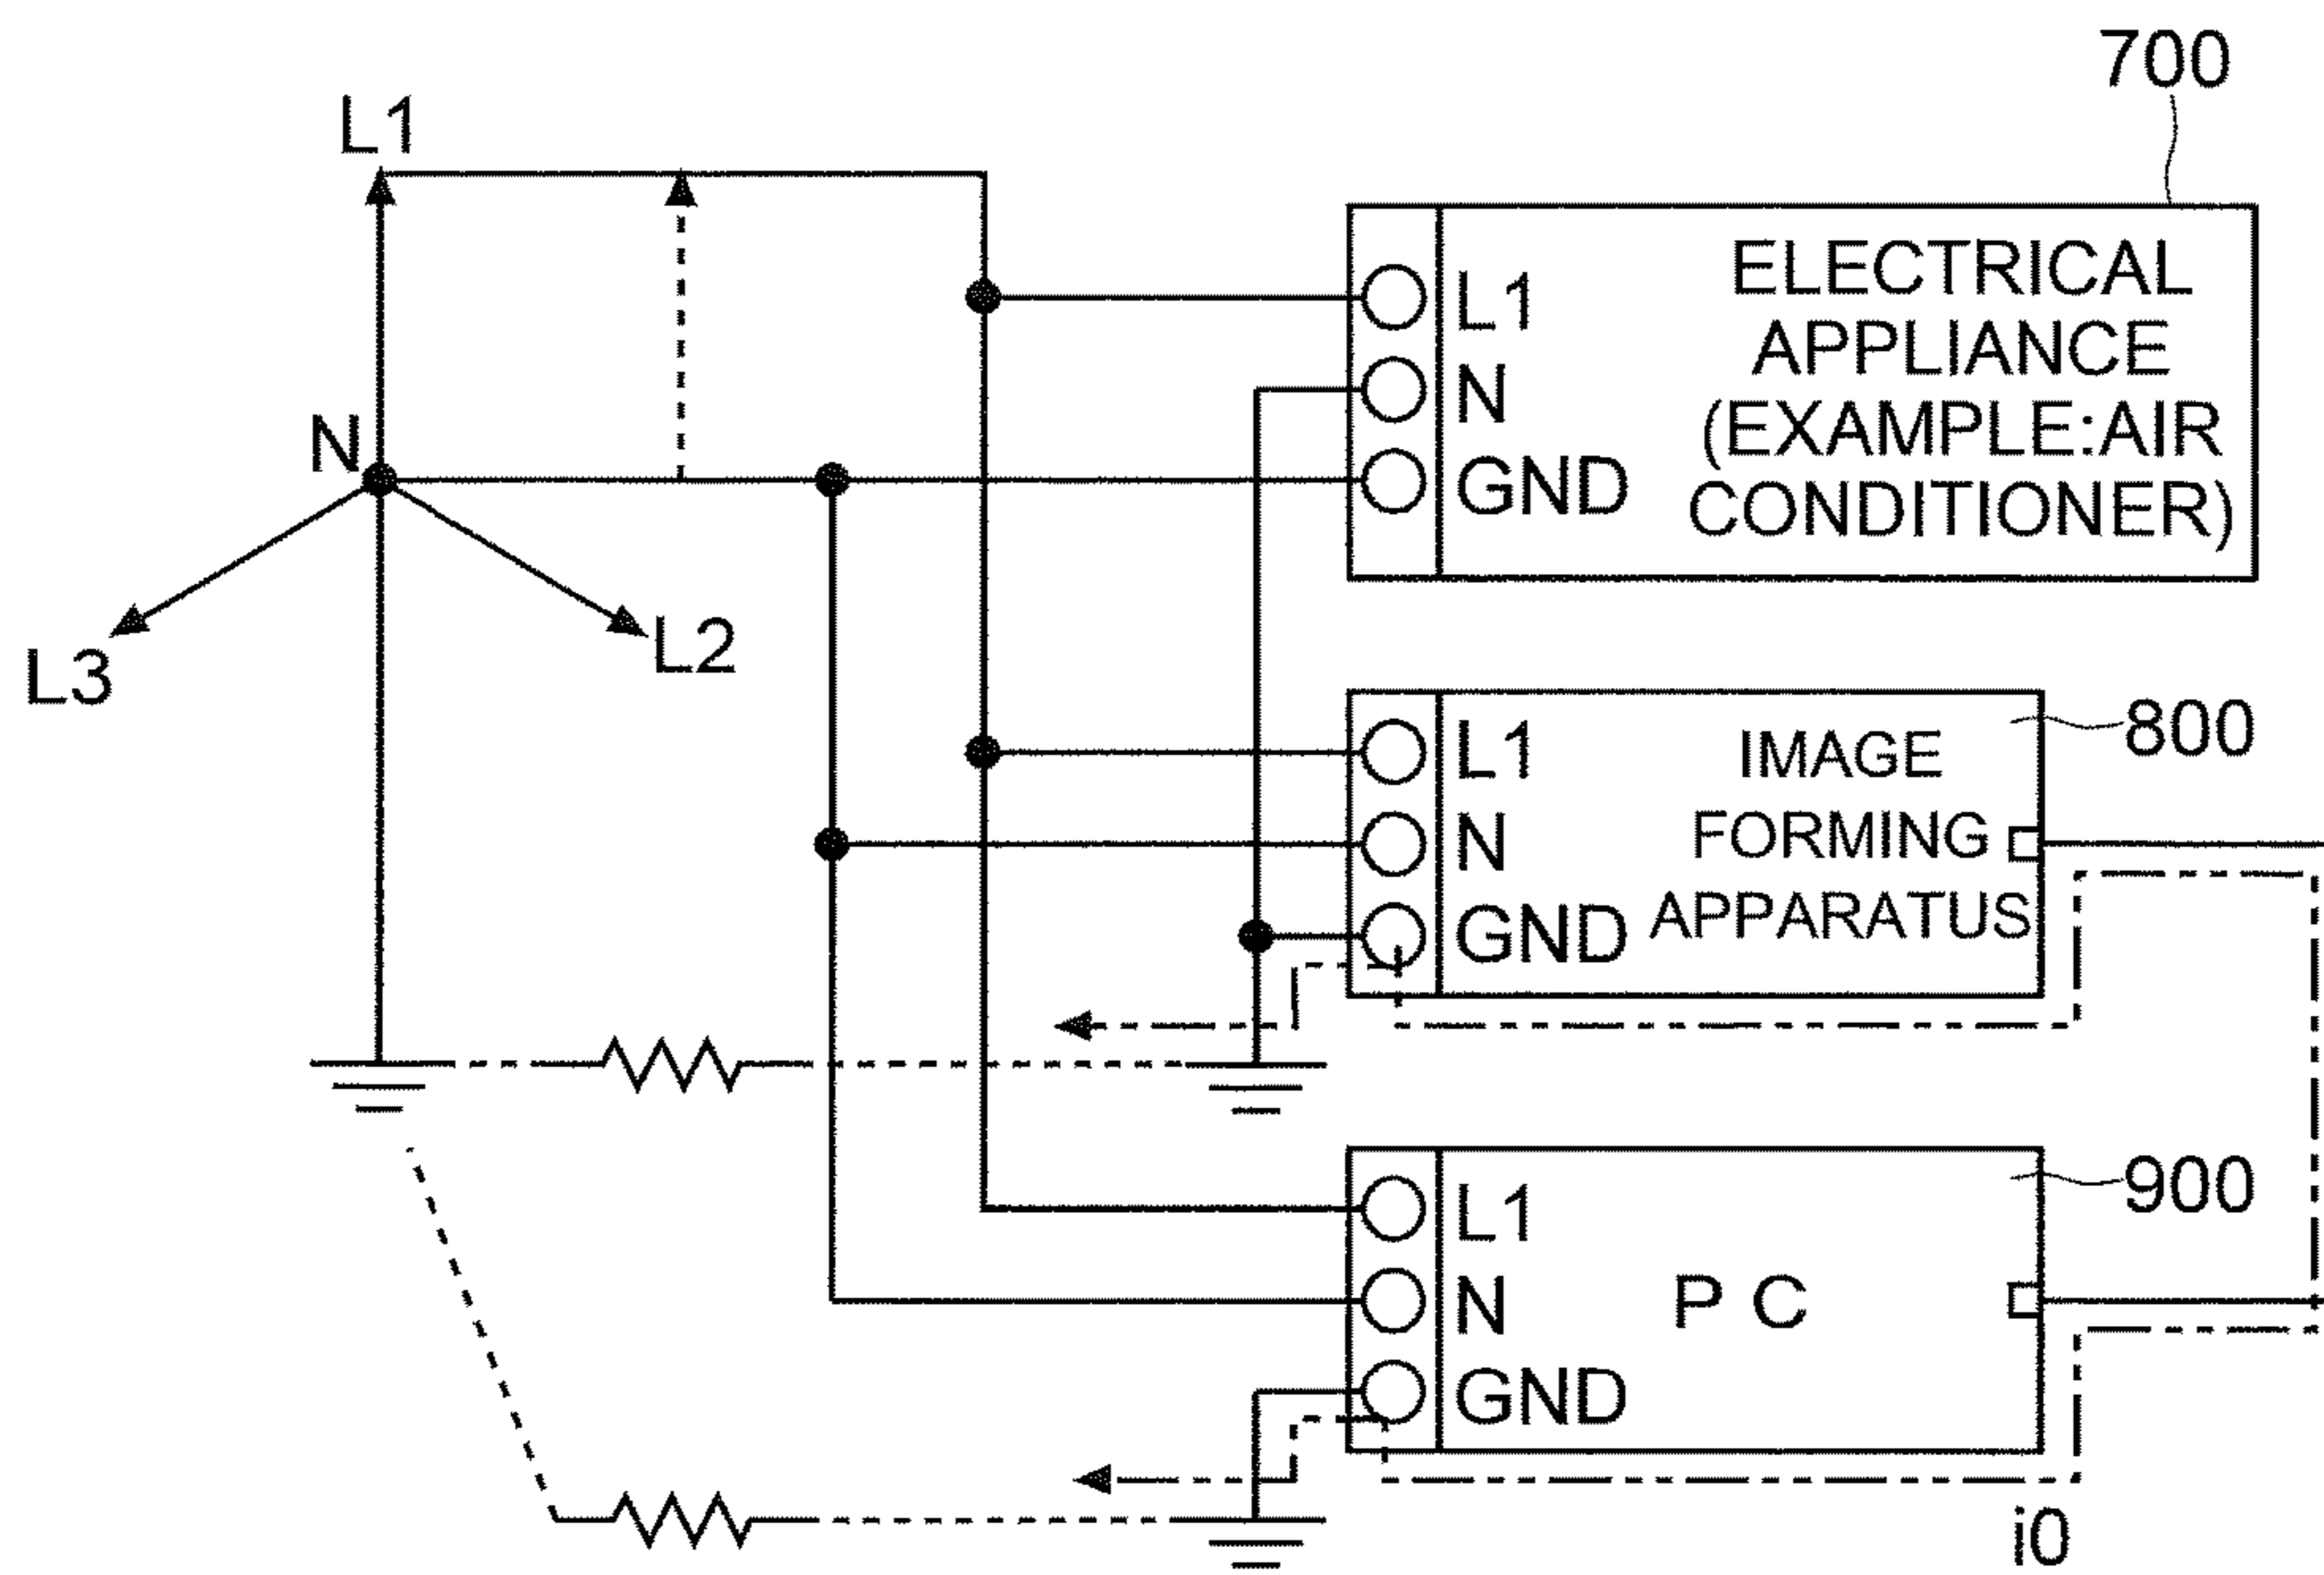 700
L1
ELECTRICAL
APPLIANCE
(EXAMPLE:AIR
CONDITIONER)
L1
N
GND
N
L2
L3
800
IMAGE
FORMING
APPARATUS
L1
N
GND
900
P C
L1
N
GND
i0